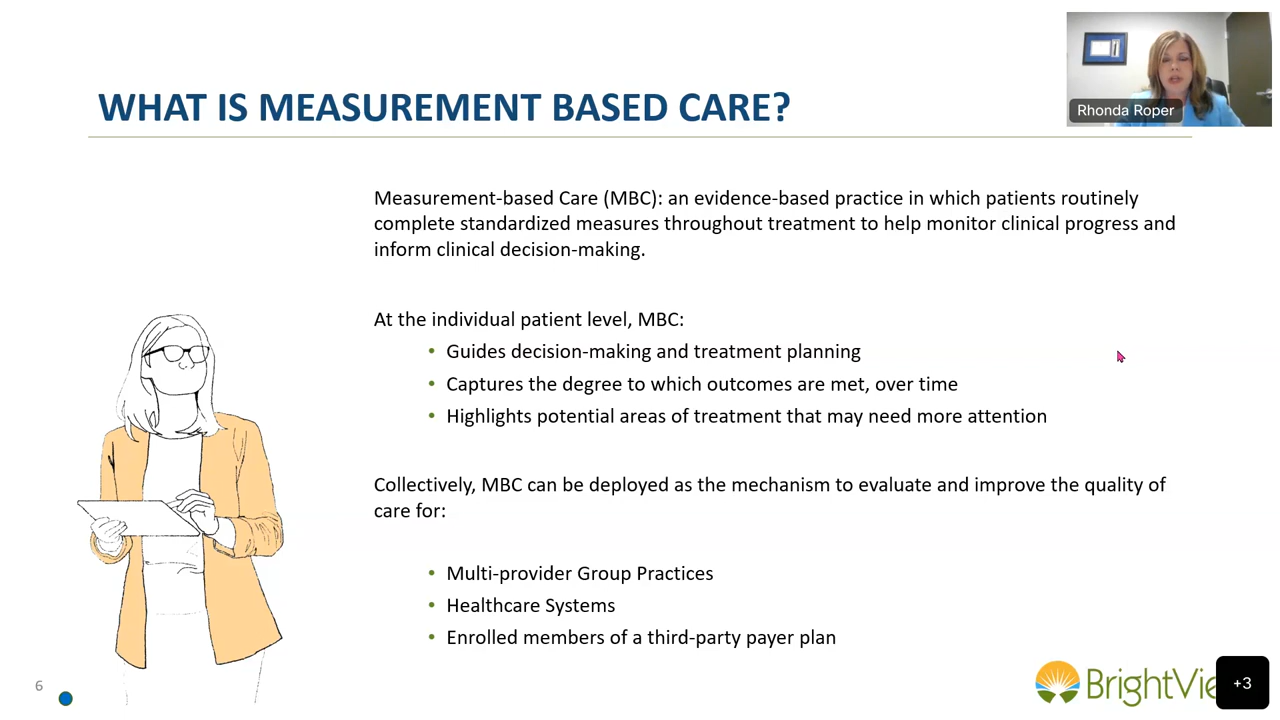 WHAT IS MEASUREMENT BASED CARE?
Rhonda Roper
Measurement-based Care (MBC): an evidence-based practice in which patients routinely
complete standardized measures throughout treatment to help monitor clinical progress and
inform clinical decision-making.
At the individual patient level, MBC:
• Guides decision-making and treatment planning
• Captures the degree to which outcomes are met, over time
• Highlights potential areas of treatment that may need more attention
Collectively, MBC can be deployed as the mechanism to evaluate and improve the quality of
care for:
• Multi-provider Group Practices
• Healthcare Systems
• Enrolled members of a third-party payer plan
6
+3